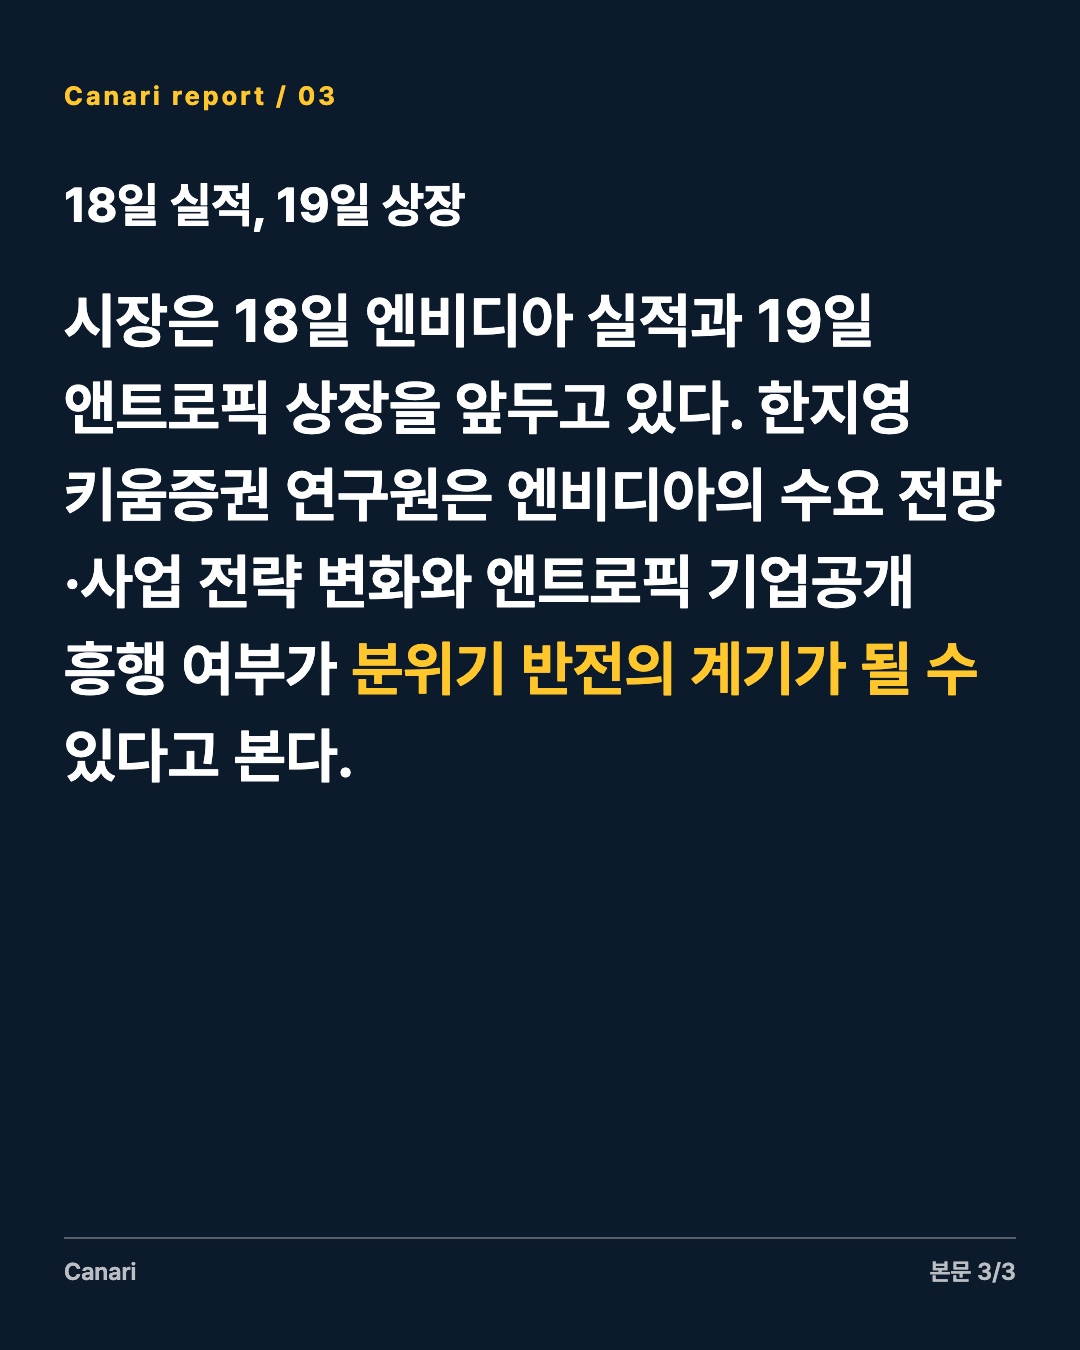 Canari report / 03
18일 실적, 19일 상장
시장은 18일 엔비디아 실적과 19일
앤트로픽 상장을 앞두고 있다. 한지영
키움증권 연구원은 엔비디아의 수요 전망
·사업 전략 변화와 앤트로픽 기업공개
흥행 여부가 분위기 반전의 계기가 될 수
있다고 본다.
Canari
본문 3/3